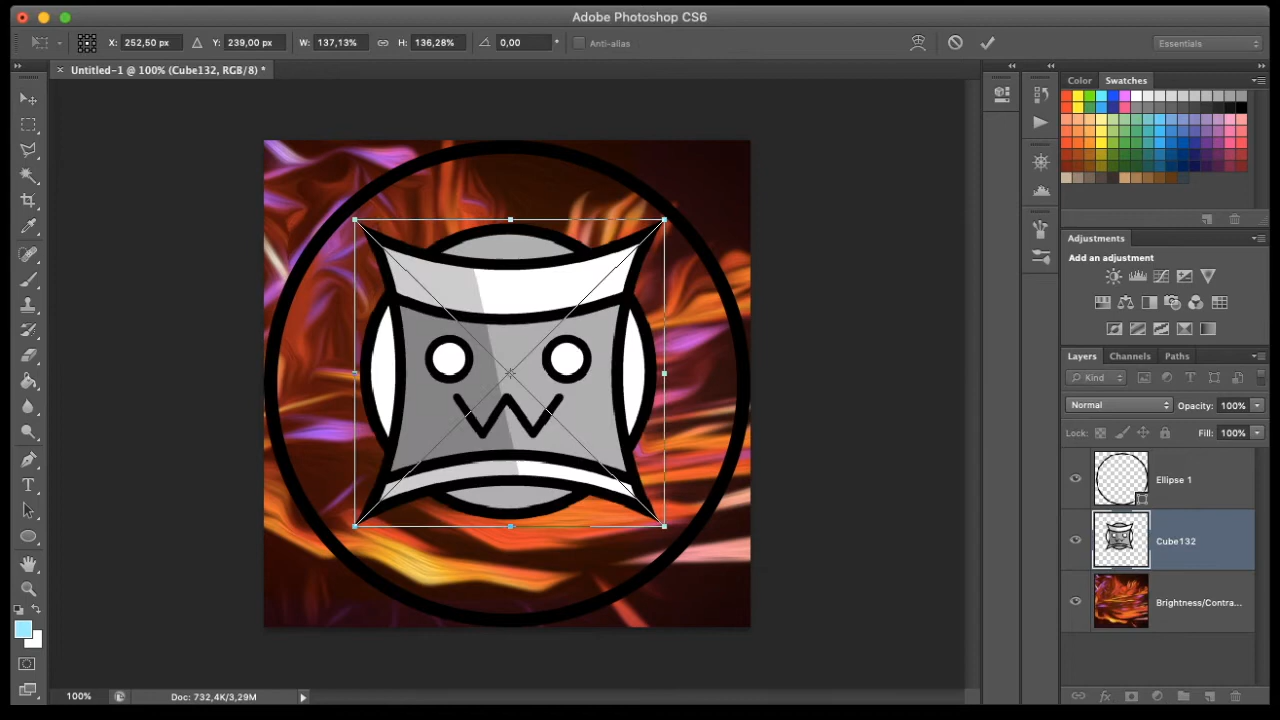 Adobe Photoshop CS6
X: 252,50 px Y: 239,00 px W: 137,13% H: 136,28% 0,00 ° Anti-alias Essentials
× Untitled-1 @ 100% (Cube132, RGB/8) *
Color Swatches
Adjustments
Add an adjustment
Layers Channels Paths
Kind
Normal Opacity: 100%
Lock: Fill: 100%
Ellipse 1
Cube132
Brightness/Contra...
100% Doc: 732,4K/3,29M